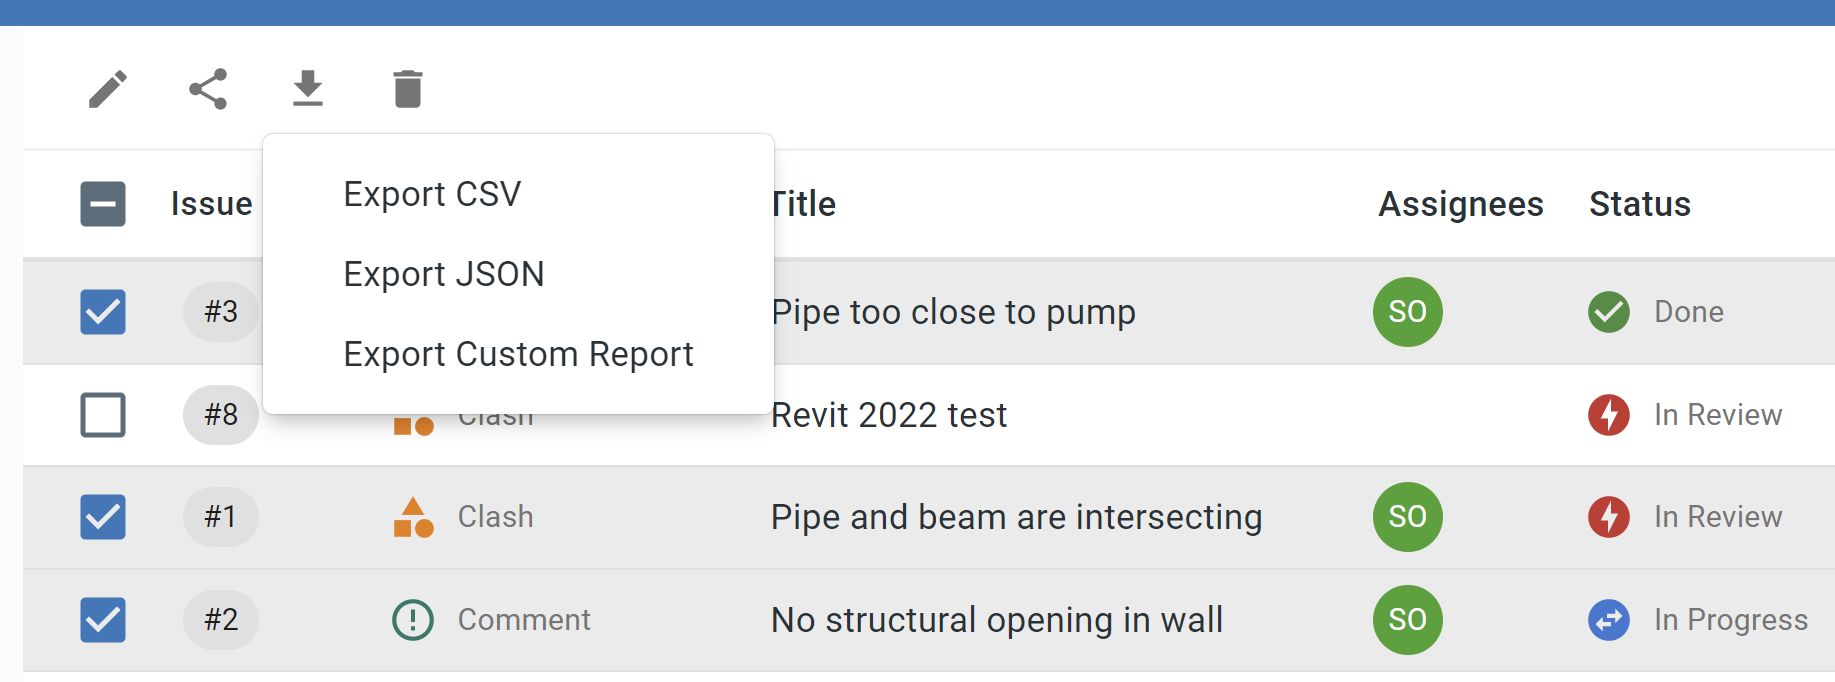 Export CSV
Export JSON
Export Custom Report
Issue Title Assignees Status
#3 Pipe too close to pump SO Done
#8 Clash Revit 2022 test In Review
#1 Clash Pipe and beam are intersecting SO In Review
#2 Comment No structural opening in wall SO In Progress